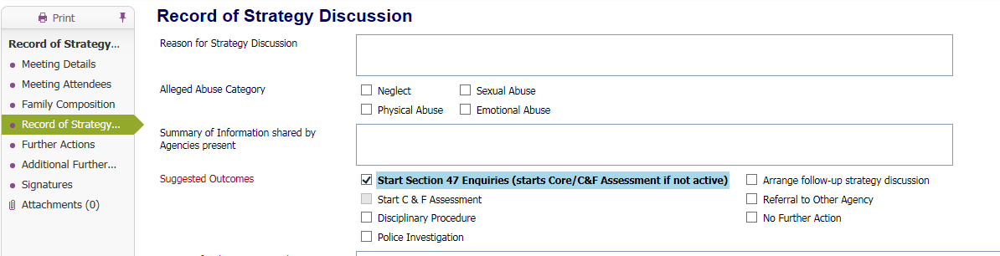 Print
Record of Strategy...
Meeting Details
Meeting Attendees
Family Composition
Record of Strategy...
Further Actions
Additional Further...
Signatures
Attachments (0)
Record of Strategy Discussion
Reason for Strategy Discussion
Alleged Abuse Category
Neglect
Sexual Abuse
Physical Abuse
Emotional Abuse
Summary of Information shared by
Agencies present
Suggested Outcomes
Start Section 47 Enquiries (starts Core/C&F Assessment if not active)
Arrange follow-up strategy discussion
Start C & F Assessment
Referral to Other Agency
Disciplinary Procedure
No Further Action
Police Investigation